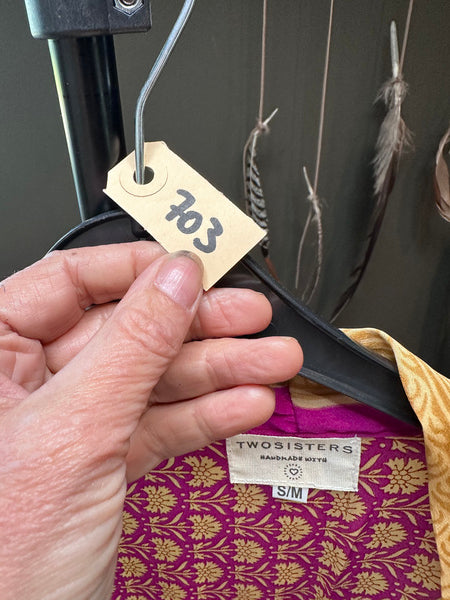 703
TWOSISTERS
HANDMADE WITH
S/M